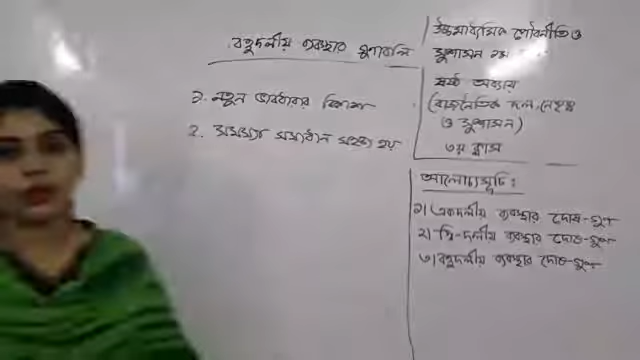 বহুদলীয় ব্যবস্থার গুণাবলি
১. নতুন ভাবধারার বিকাশ
২. সমস্যা সমাধান সহজ হয়
উচ্চমাধ্যমিক পৌরনীতি ও
সুশাসন ১ম
ষষ্ঠ অধ্যায়
(রাজনৈতিক দল, নেতৃত্ব
ও সুশাসন)
৩য় ক্লাস
আলোচ্যসূচি:
১) একদলীয় ব্যবস্থার দোষ-গুণ
২) দ্বি-দলীয় ব্যবস্থার দোষ-গুণ
৩) বহুদলীয় ব্যবস্থার দোষ-গুণ